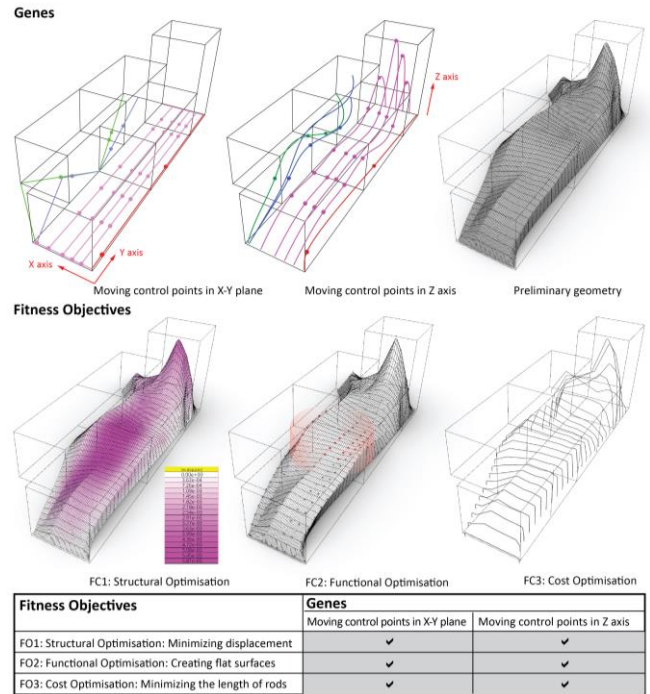 Genes
Z axis
X axis
Y axis
Moving control points in X-Y plane
Moving control points in Z axis
Preliminary geometry
Fitness Objectives
FC1: Structural Optimisation
FC2: Functional Optimisation
FC3: Cost Optimisation
Fitness Objectives
Genes
Moving control points in X-Y plane
Moving control points in Z axis
FO1: Structural Optimisation: Minimizing displacement
✓
✓
FO2: Functional Optimisation: Creating flat surfaces
✓
✓
FO3: Cost Optimisation: Minimizing the length of rods
✓
✓